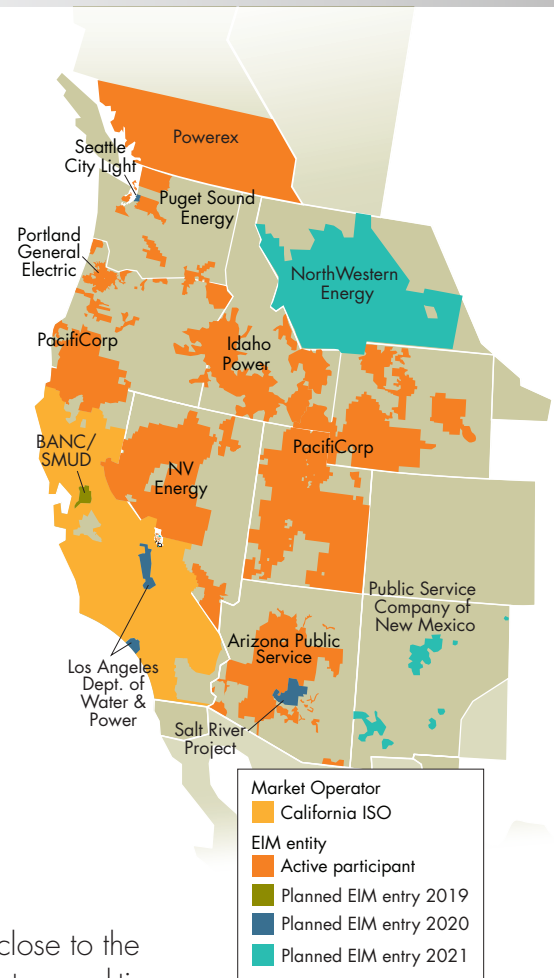 Powerex
Seattle
City Light
Puget Sound
Energy
Portland
General
Electric
NorthWestern
Energy
PacifiCorp
Idaho
Power
BANC/
SMUD
NV
Energy
PacifiCorp
Public Service
Company of
New Mexico
Arizona Public
Service
Los Angeles
Dept. of
Water &
Power
Salt River
Project
Market Operator
California ISO
EIM entity
Active participant
Planned EIM entry 2019
Planned EIM entry 2020
Planned EIM entry 2021
close to the